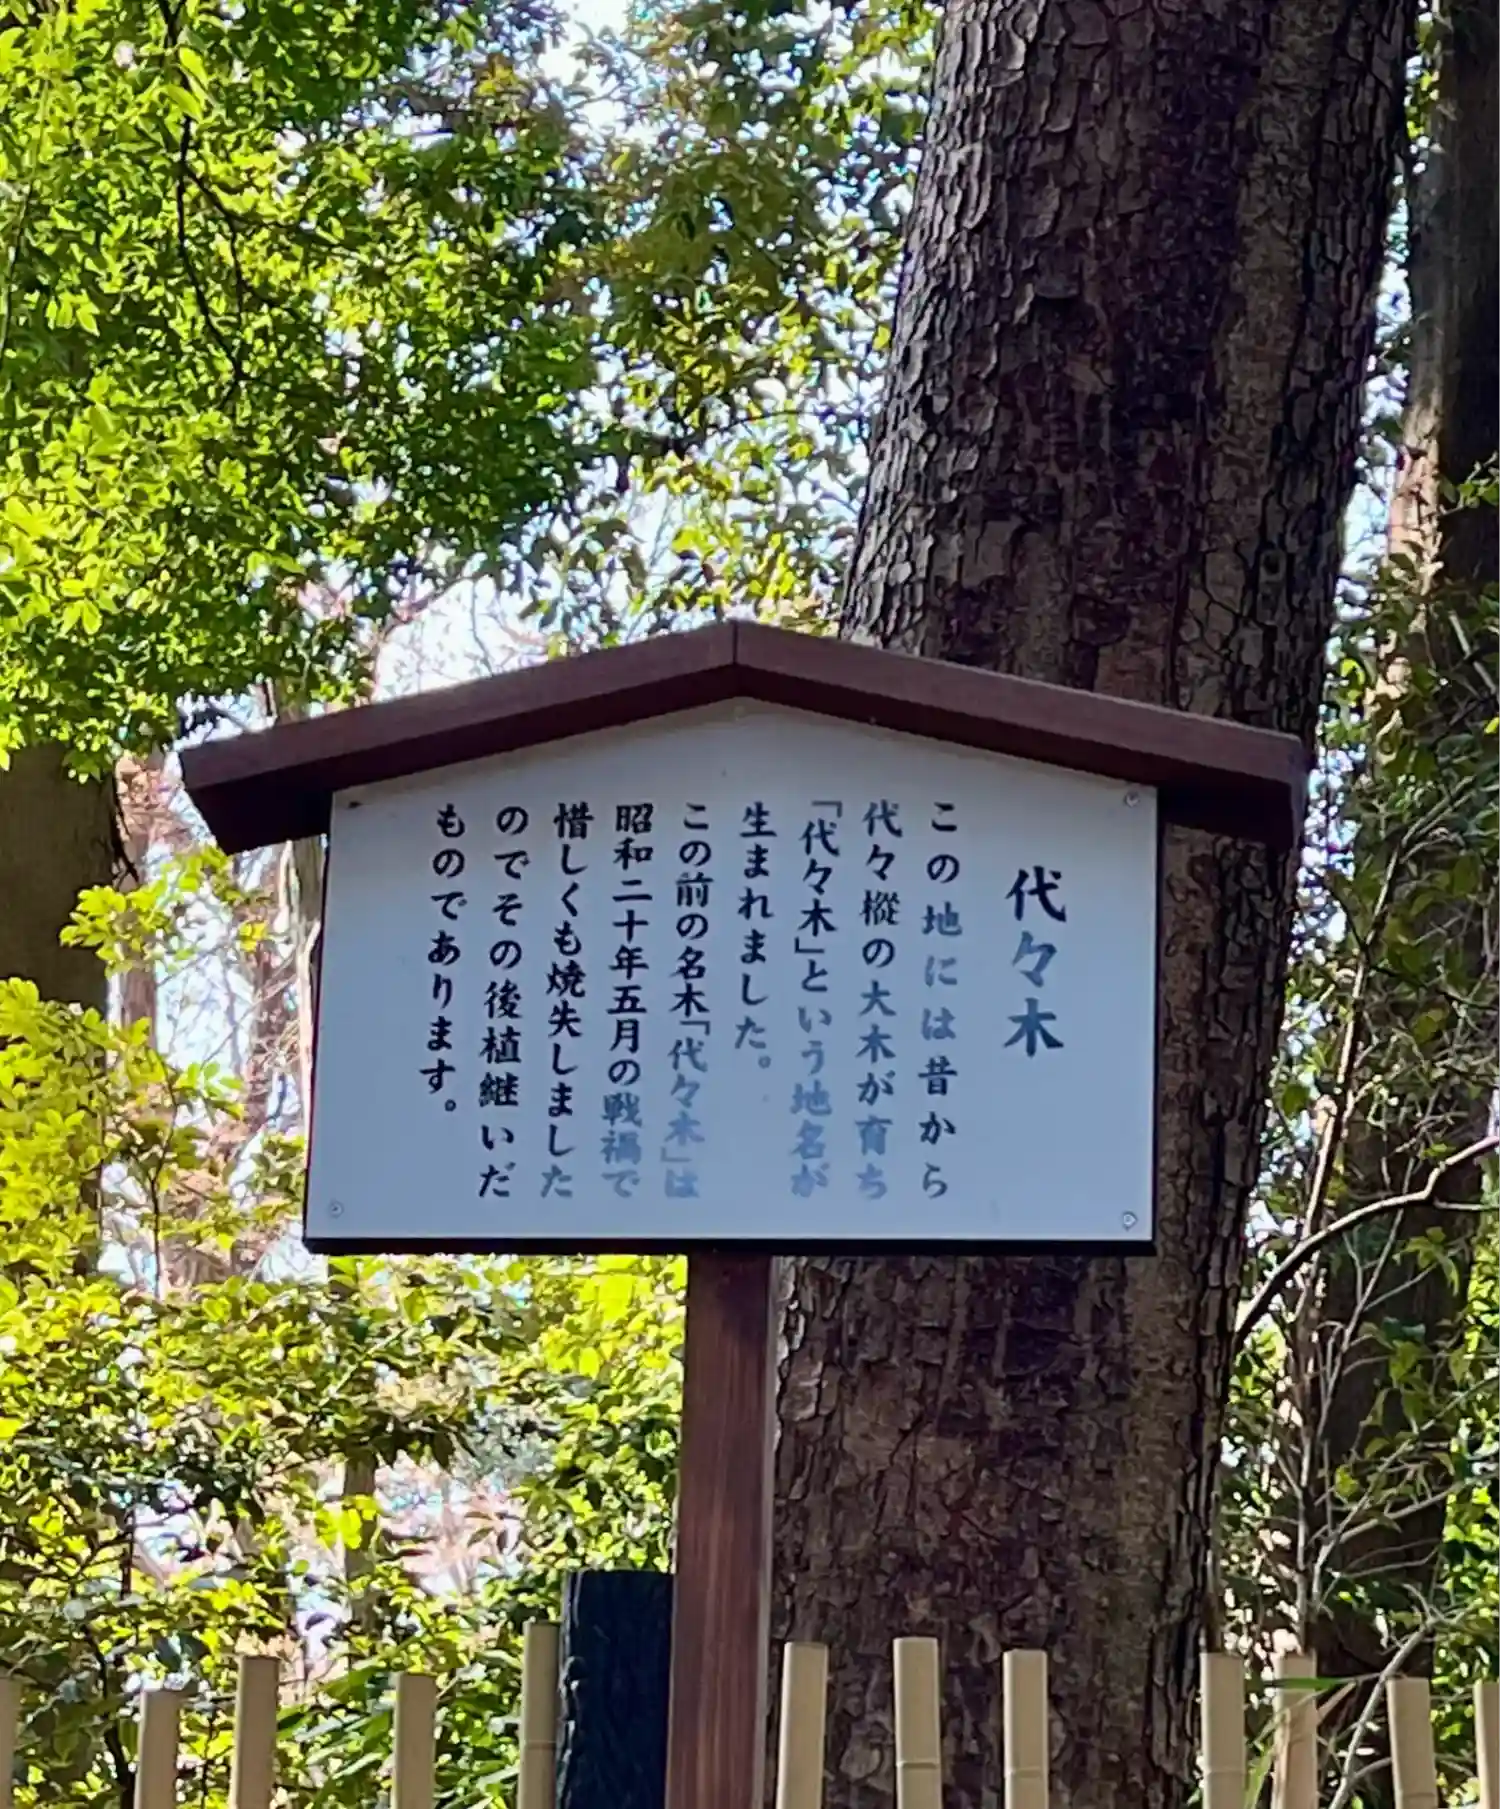 代々木
この地には昔から
代々樅の大木が育ち
「代々木」という地名が
生まれました。
この前の名木「代々木」は
昭和二十年五月の戦禍で
惜しくも焼失しました
のでその後植継いだ
ものであります。